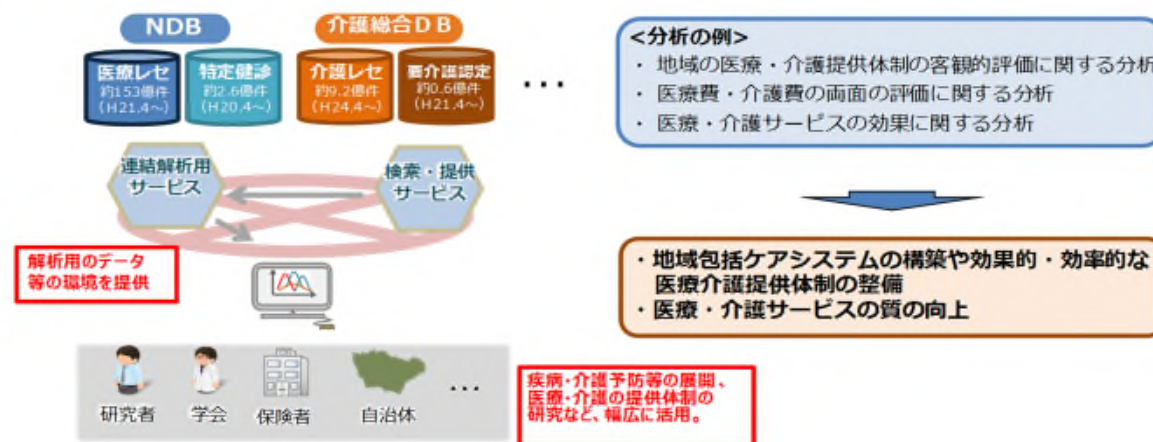 NDB
介護総合DB
医療レセ
約153億件
(H21.4～)
特定健診
約2.6億件
(H20.4～)
介護レセ
約9.2億件
(H24.4～)
要介護認定
約0.6億件
(H21.4～)
・・・
連結解析用
サービス
検索・提供
サービス
解析用のデータ
等の環境を提供
研究者
学会
保険者
自治体
・・・
疾病・介護予防等の展開、
医療・介護の提供体制の
研究など、幅広に活用。
<分析の例>
・ 地域の医療・介護提供体制の客観的評価に関する分析
・ 医療費・介護費の両面の評価に関する分析
・ 医療・介護サービスの効果に関する分析
・地域包括ケアシステムの構築や効果的・効率的な
医療介護提供体制の整備
・医療・介護サービスの質の向上